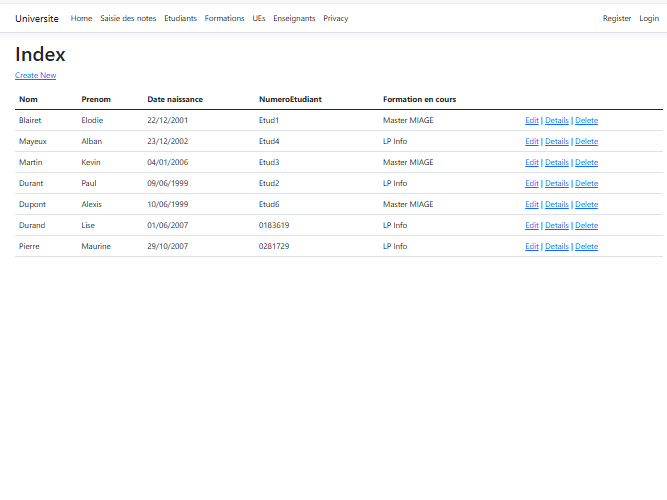 Universite Home Saisie des notes Etudiants Formations UEs Enseignants Privacy Register Login
Index
Create New
Nom Prenom Date naissance NumeroEtudiant Formation en cours
Blairet Elodie 22/12/2001 Etud1 Master MIAGE Edit | Details | Delete
Mayeux Alban 23/12/2002 Etud4 LP Info Edit | Details | Delete
Martin Kevin 04/01/2006 Etud3 Master MIAGE Edit | Details | Delete
Durant Paul 09/06/1999 Etud2 LP Info Edit | Details | Delete
Dupont Alexis 10/06/1999 Etud6 Master MIAGE Edit | Details | Delete
Durand Lise 01/06/2007 0183619 LP Info Edit | Details | Delete
Pierre Maurine 29/10/2007 0281729 LP Info Edit | Details | Delete